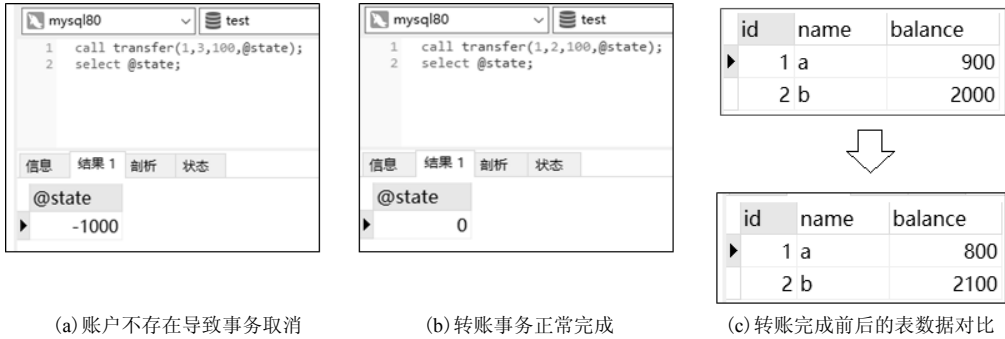 mysql80 test
1 call transfer(1,3,100,@state);
2 select @state;
信息 结果 1 剖析 状态
@state
-1000
mysql80 test
1 call transfer(1,2,100,@state);
2 select @state;
信息 结果 1 剖析 状态
@state
0
id name balance
1 a 900
2 b 2000
id name balance
1 a 800
2 b 2100
(a)账户不存在导致事务取消
(b)转账事务正常完成
(c)转账完成前后的表数据对比